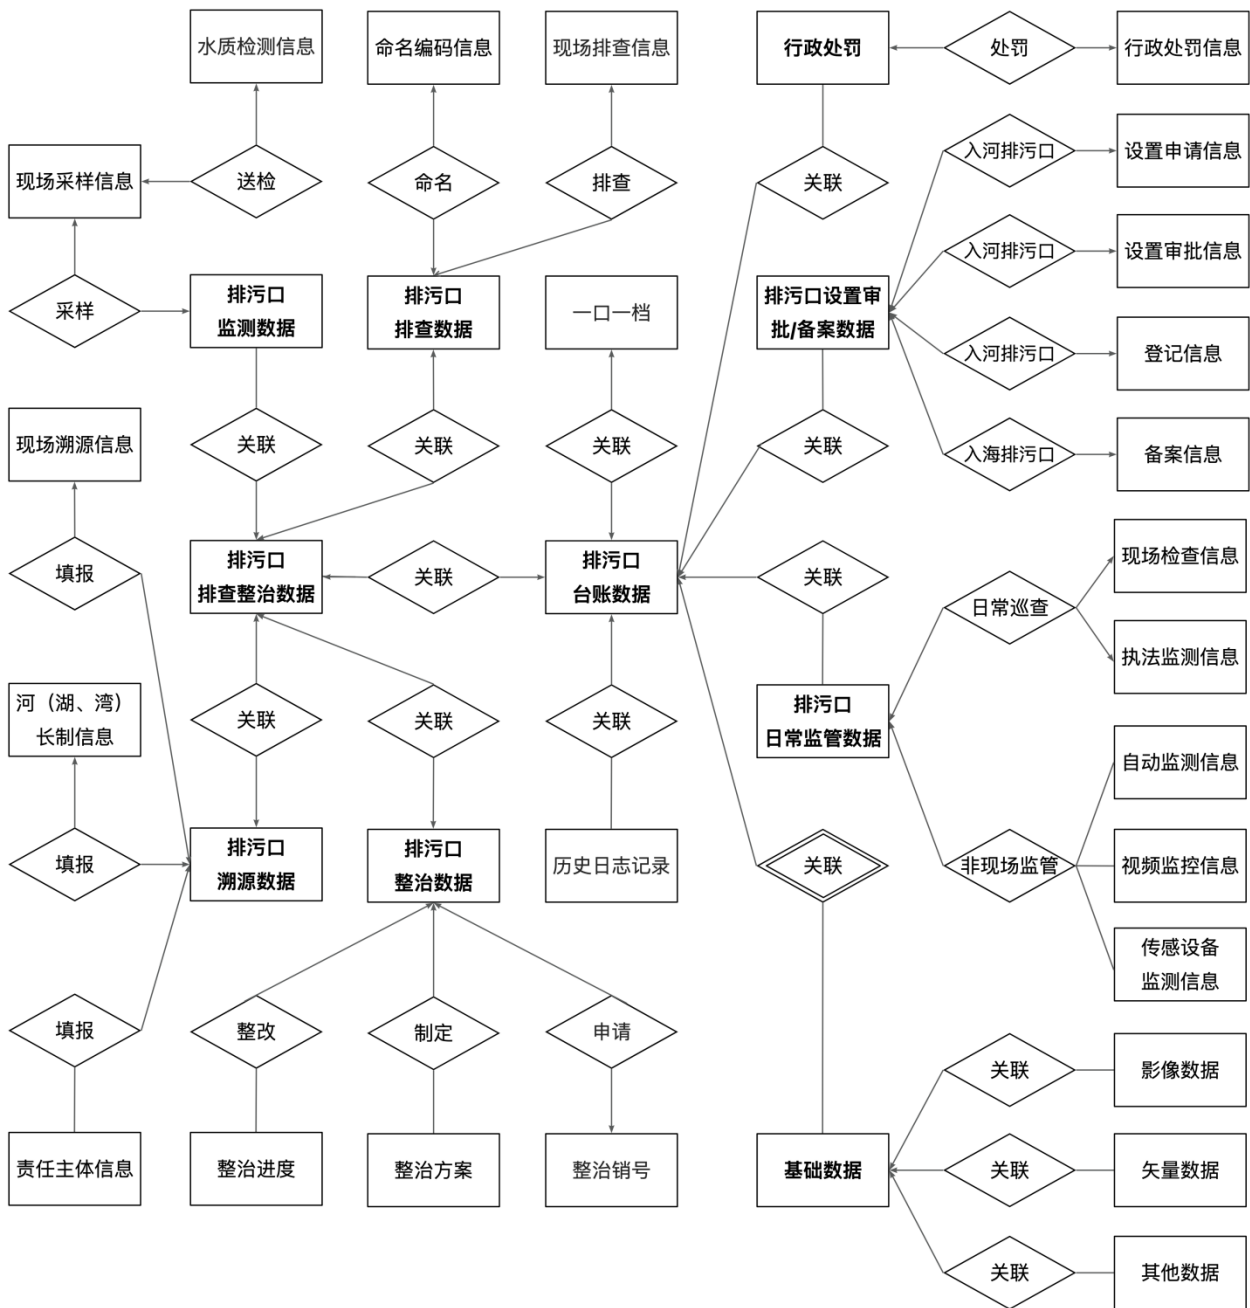 水质检测信息
命名编码信息
现场排查信息
行政处罚
处罚
行政处罚信息
现场采样信息
送检
命名
排查
关联
入河排污口
设置申请信息
入河排污口
设置审批信息
采样
排污口
监测数据
排污口
排查数据
一口一档
排污口设置审
批/备案数据
入河排污口
登记信息
现场溯源信息
关联
关联
关联
关联
入海排污口
备案信息
填报
排污口
排查整治数据
关联
排污口
台账数据
关联
日常巡查
现场检查信息
执法监测信息
河（湖、湾）
长制信息
关联
关联
关联
排污口
日常监管数据
自动监测信息
填报
排污口
溯源数据
排污口
整治数据
历史日志记录
关联
非现场监管
视频监控信息
传感设备
监测信息
填报
整改
制定
申请
关联
影像数据
责任主体信息
整治进度
整治方案
整治销号
基础数据
关联
矢量数据
关联
其他数据